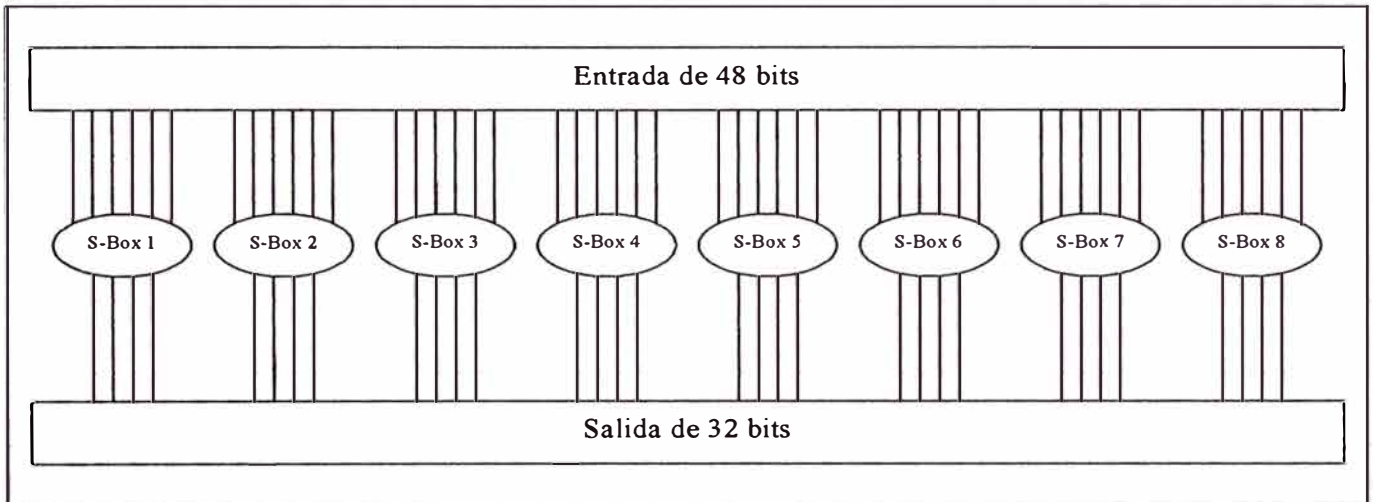 Entrada de 48 bits
S-Box 1 S-Box 2 S-Box 3 S-Box 4 S-Box 5 S-Box 6 S-Box 7 S-Box 8
Salida de 32 bits